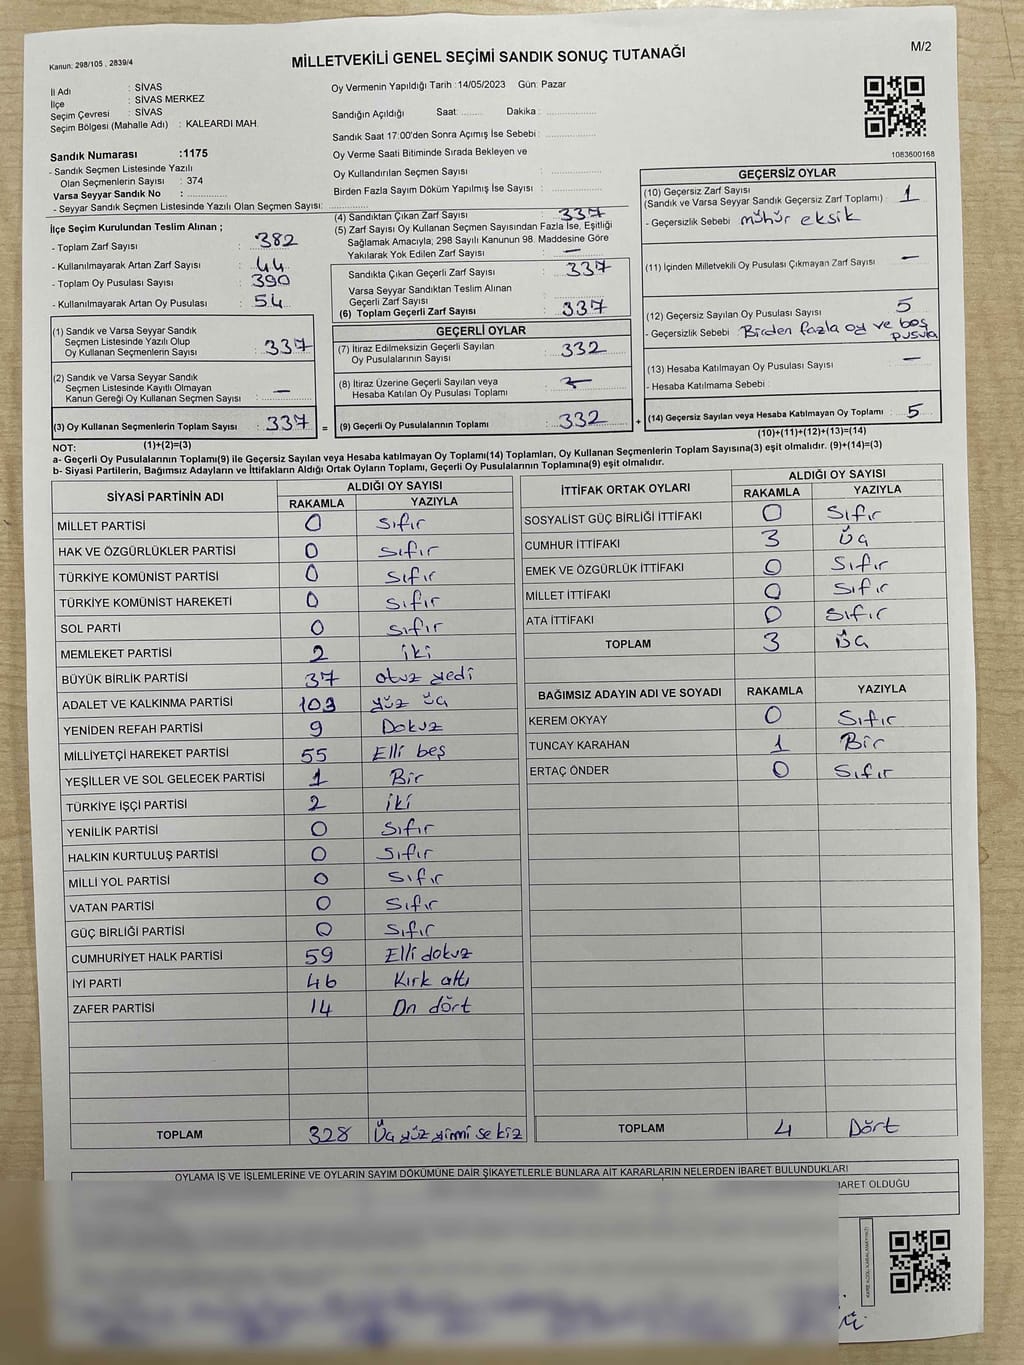 Kanun: 298/105 , 2839/4
MİLLETVEKİLİ GENEL SEÇİMİ SANDIK SONUÇ TUTANAĞI
M/2
İl Adı : SİVAS
İlçe : SİVAS MERKEZ
Seçim Çevresi : SİVAS
Seçim Bölgesi (Mahalle Adı) : KALEARDI MAH.
Sandık Numarası :1175
- Sandık Seçmen Listesinde Yazılı
Olan Seçmenlerin Sayısı : 374
Varsa Seyyar Sandık No : ..............
- Seyyar Sandık Seçmen Listesinde Yazılı Olan Seçmen Sayısı: ..............
Oy Vermenin Yapıldığı Tarih :14/05/2023 Gün: Pazar
Sandığın Açıldığı Saat: ........ Dakika : ..............
Sandık Saat 17:00'den Sonra Açımış İse Sebebi : ..............
Oy Verme Saati Bitiminde Sırada Bekleyen ve
Oy Kullandırılan Seçmen Sayısı : ..............
Birden Fazla Sayım Döküm Yapılmış İse Sayısı : ..............
1083600168
İlçe Seçim Kurulundan Teslim Alınan ;
- Toplam Zarf Sayısı : 382
- Kullanılmayarak Artan Zarf Sayısı : 44
- Toplam Oy Pusulası Sayısı : 390
- Kullanılmayarak Artan Oy Pusulası : 54
(1) Sandık ve Varsa Seyyar Sandık
Seçmen Listesinde Yazılı Olup
Oy Kullanan Seçmenlerin Sayısı : 337
(2) Sandık ve Varsa Seyyar Sandık
Seçmen Listesinde Kayıtlı Olmayan
Kanun Gereği Oy Kullanan Seçmen Sayısı : —
(3) Oy Kullanan Seçmenlerin Toplam Sayısı : 337
(4) Sandıktan Çıkan Zarf Sayısı : 337
(5) Zarf Sayısı Oy Kullanan Seçmen Sayısından Fazla İse, Eşitliği
Sağlamak Amacıyla, 298 Sayılı Kanunun 98. Maddesine Göre
Yakılarak Yok Edilen Zarf Sayısı : —
Sandıkta Çıkan Geçerli Zarf Sayısı : 337
Varsa Seyyar Sandıktan Teslim Alınan
Geçerli Zarf Sayısı : ..............
(6) Toplam Geçerli Zarf Sayısı : 337
GEÇERLİ OYLAR
(7) İtiraz Edilmeksizin Geçerli Sayılan
Oy Pusulalarının Sayısı : 332
(8) İtiraz Üzerine Geçerli Sayılan veya
Hesaba Katılan Oy Pusulası Toplamı :
= (9) Geçerli Oy Pusulalarının Toplamı : 332 +
GEÇERSİZ OYLAR
(10) Geçersiz Zarf Sayısı
(Sandık ve Varsa Seyyar Sandık Geçersiz Zarf Toplamı) : 1
- Geçersizlik Sebebi : mühür eksik
(11) İçinden Milletvekili Oy Pusulası Çıkmayan Zarf Sayısı : —
(12) Geçersiz Sayılan Oy Pusulası Sayısı : 5
- Geçersizlik Sebebi : Birden fazla oy ve boş
pusula
(13) Hesaba Katılmayan Oy Pusulası Sayısı : —
- Hesaba Katılmama Sebebi :
(14) Geçersiz Sayılan veya Hesaba Katılmayan Oy Toplamı : 5
NOT: (1)+(2)=(3) (10)+(11)+(12)+(13)=(14)
a- Geçerli Oy Pusulalarının Toplamı(9) ile Geçersiz Sayılan veya Hesaba Katılmayan Oy Toplamı(14) Toplamları, Oy Kullanan Seçmenlerin Toplam Sayısına(3) eşit olmalıdır. (9)+(14)=(3)
b- Siyasi Partilerin, Bağımsız Adayların ve İttifakların Aldığı Ortak Oyların Toplamı, Geçerli Oy Pusulalarının Toplamına(9) eşit olmalıdır.
SİYASİ PARTİNİN ADI ALDIĞI OY SAYISI
RAKAMLA YAZIYLA
MİLLET PARTİSİ 0 Sıfır
HAK VE ÖZGÜRLÜKLER PARTİSİ 0 Sıfır
TÜRKİYE KOMÜNİST PARTİSİ 0 Sıfır
TÜRKİYE KOMÜNİST HAREKETİ 0 Sıfır
SOL PARTİ 0 Sıfır
MEMLEKET PARTİSİ 2 İki
BÜYÜK BİRLİK PARTİSİ 37 otuz yedi
ADALET VE KALKINMA PARTİSİ 103 yüz üç
YENİDEN REFAH PARTİSİ 9 Dokuz
MİLLİYETÇİ HAREKET PARTİSİ 55 Elli beş
YEŞİLLER VE SOL GELECEK PARTİSİ 1 Bir
TÜRKİYE İŞÇİ PARTİSİ 2 İki
YENİLİK PARTİSİ 0 Sıfır
HALKIN KURTULUŞ PARTİSİ 0 Sıfır
MİLLİ YOL PARTİSİ 0 Sıfır
VATAN PARTİSİ 0 Sıfır
GÜÇ BİRLİĞİ PARTİSİ 0 Sıfır
CUMHURİYET HALK PARTİSİ 59 Elli dokuz
İYİ PARTİ 46 Kırk altı
ZAFER PARTİSİ 14 On dört
TOPLAM 328 Üç yüz yirmi sekiz
İTTİFAK ORTAK OYLARI ALDIĞI OY SAYISI
RAKAMLA YAZIYLA
SOSYALİST GÜÇ BİRLİĞİ İTTİFAKI 0 Sıfır
CUMHUR İTTİFAKI 3 Üç
EMEK VE ÖZGÜRLÜK İTTİFAKI 0 Sıfır
MİLLET İTTİFAKI 0 Sıfır
ATA İTTİFAKI 0 Sıfır
TOPLAM 3 Üç
BAĞIMSIZ ADAYIN ADI VE SOYADI RAKAMLA YAZIYLA
KEREM OKYAY 0 Sıfır
TUNCAY KARAHAN 1 Bir
ERTAÇ ÖNDER 0 Sıfır
TOPLAM 4 Dört
OYLAMA İŞ VE İŞLEMLERİNE VE OYLARIN SAYIM DÖKÜMÜNE DAİR ŞİKAYETLERLE BUNLARA AİT KARARLARIN NELERDEN İBARET BULUNDUKLARI
İBARET OLDUĞU